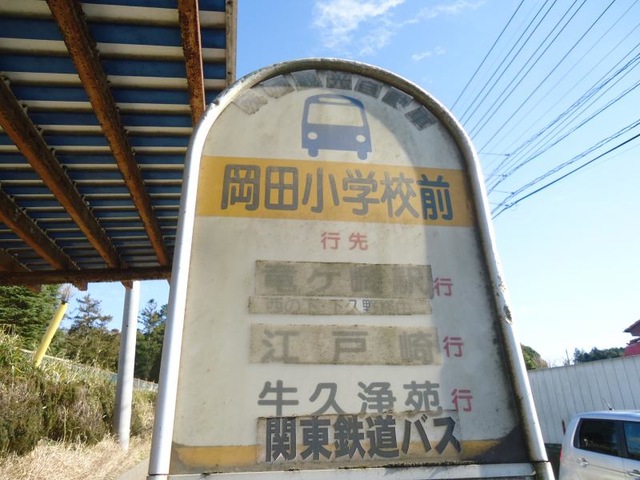 岡田小学校前
行先
竜ケ崎駅行
江戸崎行
牛久浄苑行
関東鉄道バス